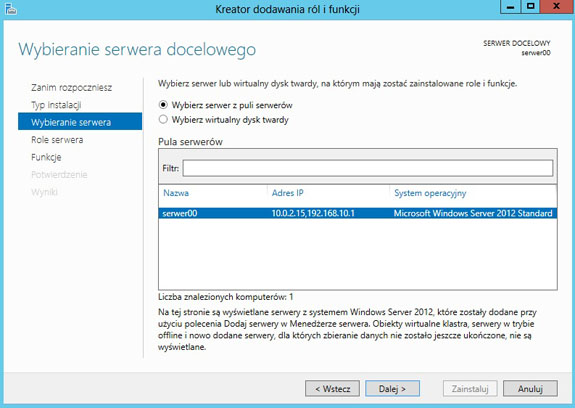 Kreator dodawania ról i funkcji
Wybieranie serwera docelowego
SERWER DOCELOWY
serwer00
Zanim rozpoczniesz
Typ instalacji
Wybieranie serwera
Role serwera
Funkcje
Potwierdzenie
Wyniki
Wybierz serwer lub wirtualny dysk twardy, na którym mają zostać zainstalowane role i funkcje.
Wybierz serwer z puli serwerów
Wybierz wirtualny dysk twardy
Pula serwerów
Filtr:
Nazwa Adres IP System operacyjny
serwer00 10.0.2.15,192.168.10.1 Microsoft Windows Server 2012 Standard
Liczba znalezionych komputerów: 1
Na tej stronie są wyświetlane serwery z systemem Windows Server 2012, które zostały dodane przy
użyciu polecenia Dodaj serwery w Menedżerze serwera. Obiekty wirtualne klastra, serwery w trybie
offline i nowo dodane serwery, dla których zbieranie danych nie zostało jeszcze ukończone, nie są
wyświetlane.
< Wstecz Dalej > Zainstaluj Anuluj